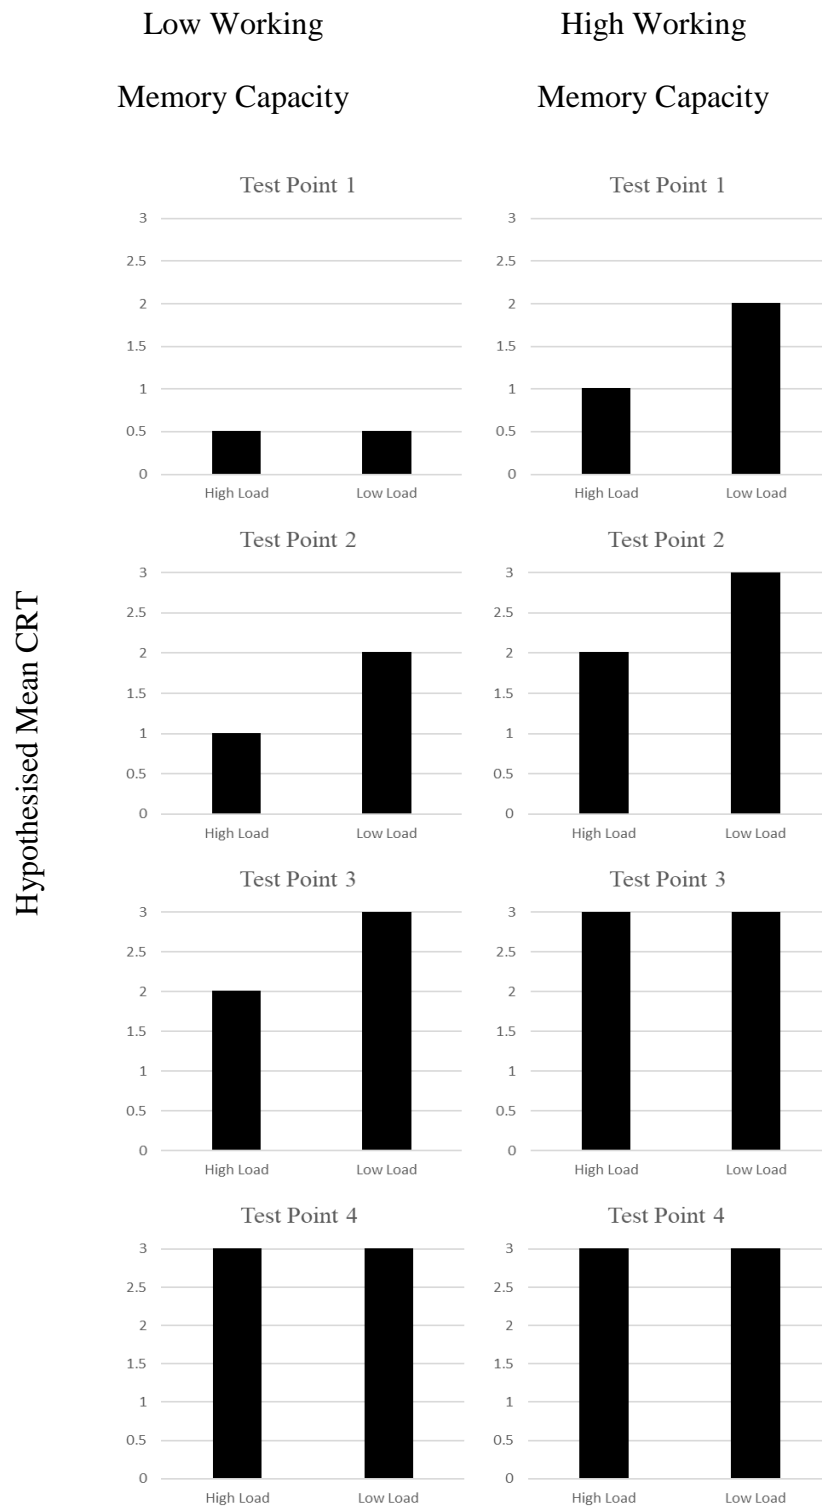 Low Working
Memory Capacity
High Working
Memory Capacity
Hypothesised Mean CRT
Test Point 1
3
2.5
2
1.5
1
0.5
0
High Load Low Load
Test Point 1
3
2.5
2
1.5
1
0.5
0
High Load Low Load
Test Point 2
3
2.5
2
1.5
1
0.5
0
High Load Low Load
Test Point 2
3
2.5
2
1.5
1
0.5
0
High Load Low Load
Test Point 3
3
2.5
2
1.5
1
0.5
0
High Load Low Load
Test Point 3
3
2.5
2
1.5
1
0.5
0
High Load Low Load
Test Point 4
3
2.5
2
1.5
1
0.5
0
High Load Low Load
Test Point 4
3
2.5
2
1.5
1
0.5
0
High Load Low Load